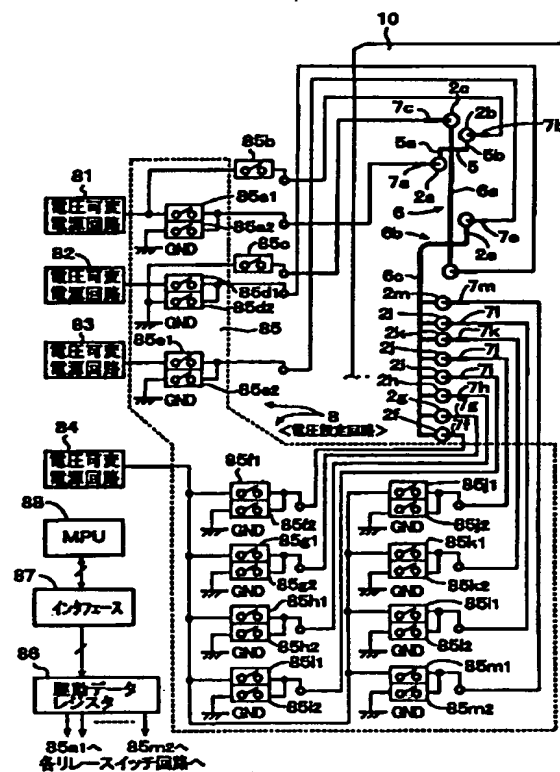 10
2c
7c
2b
7b
5a
5b
5
7a
2a
6a
6
6b
7e
2e
6c
2m
7m
2l
7l
2k
7k
2j
7j
2i
7i
2h
7h
2g
7g
2f
7f
81
電圧可変
電源回路
85b
85a1
85a2
GND
85c
82
電圧可変
電源回路
85d1
85d2
85
GND
83
電圧可変
電源回路
85e1
85e2
GND
8
<電圧設定回路>
84
電圧可変
電源回路
88
MPU
87
インタフェース
86
駆動データ
レジスタ
85a1へ
85m2へ
各リレースイッチ回路へ
85f1
85f2
GND
85g1
85g2
GND
85h1
85h2
GND
85i1
85i2
GND
85j1
85j2
GND
85k1
85k2
GND
85l1
85l2
GND
85m1
85m2
GND